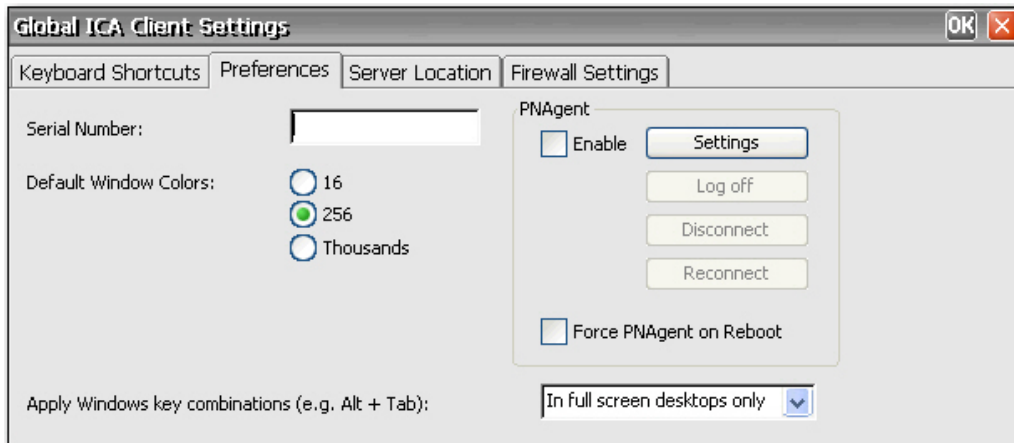 Global ICA Client Settings
OK
Keyboard Shortcuts
Preferences
Server Location
Firewall Settings
Serial Number:
Default Window Colors:
16
256
Thousands
PNAgent
Enable
Settings
Log off
Disconnect
Reconnect
Force PNAgent on Reboot
Apply Windows key combinations (e.g. Alt + Tab):
In full screen desktops only